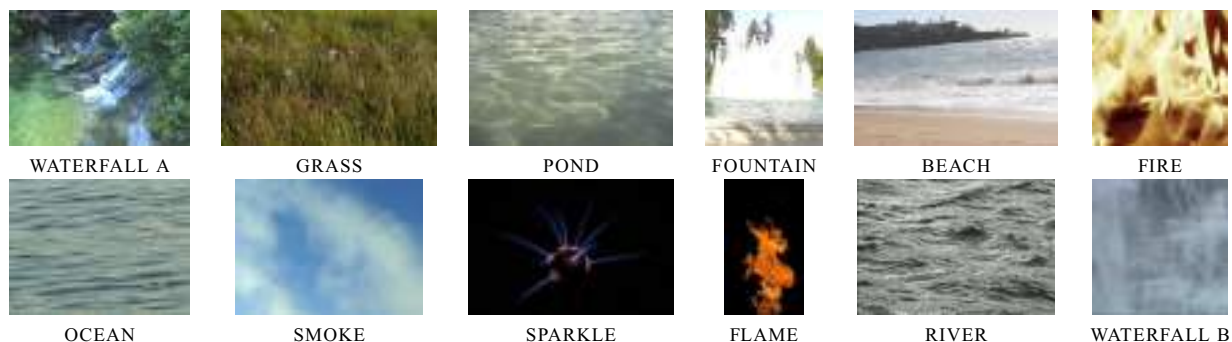 WATERFALL A GRASS POND FOUNTAIN BEACH FIRE
OCEAN SMOKE SPARKLE FLAME RIVER WATERFALL B